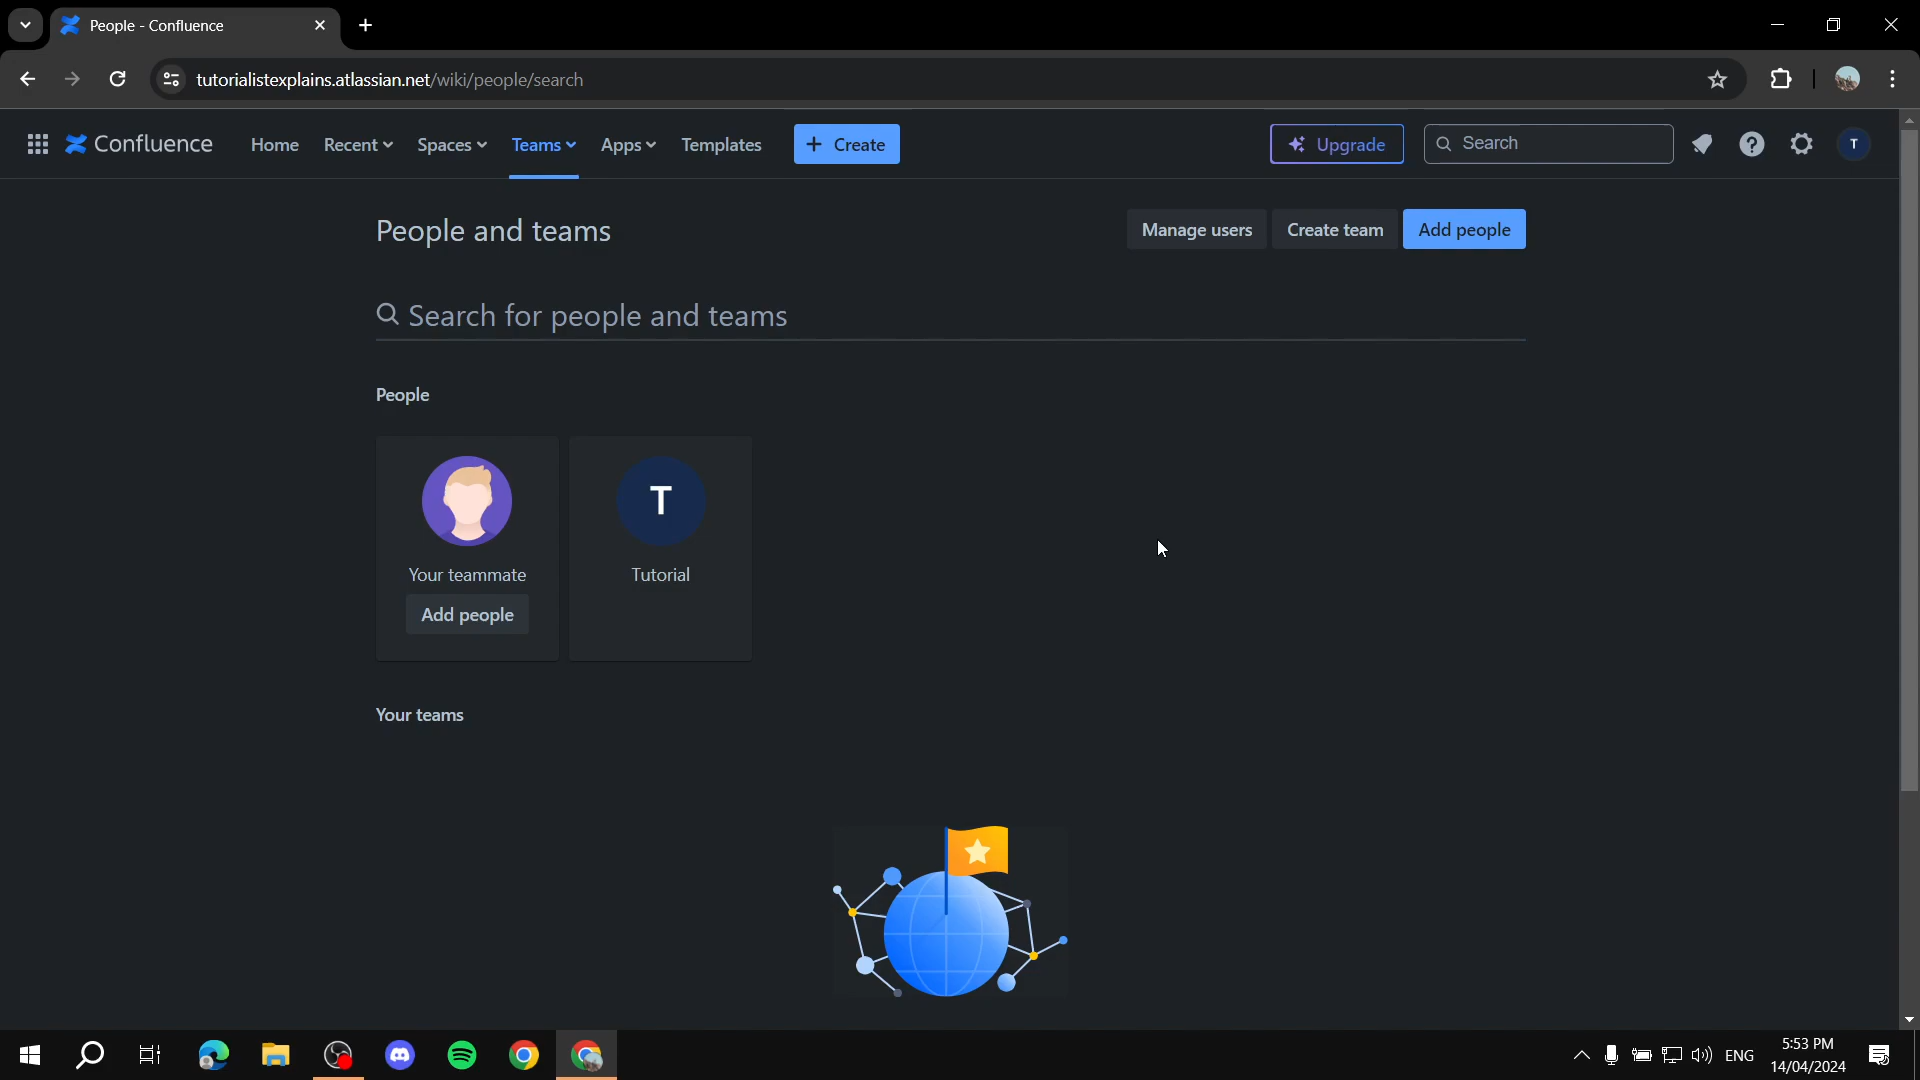 People - Confluence
tutorialistexplains.atlassian.net/wiki/people/search
Confluence Home Recent Spaces Teams Apps Templates + Create Upgrade Search T
People and teams Manage users Create team Add people
Search for people and teams
People
T
Your teammate Tutorial
Add people
Your teams
ENG 5:53 PM
14/04/2024